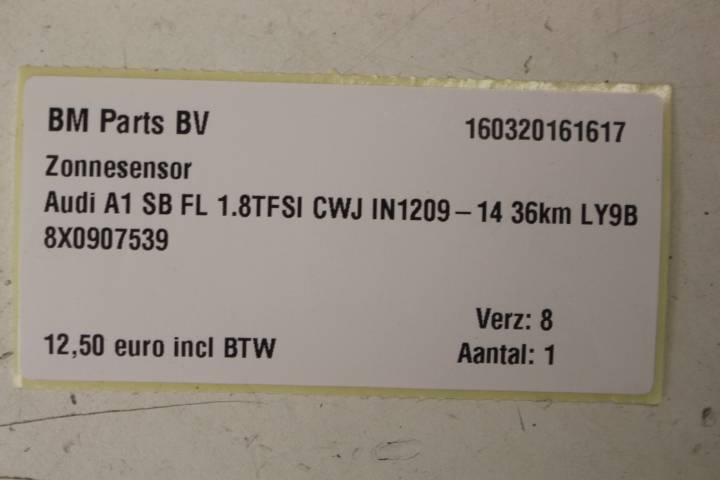 BM Parts BV 160320161617
Zonnesensor
Audi A1 SB FL 1.8TFSI CWJ IN1209-14 36km LY9B
8X0907539
Verz: 8
12,50 euro incl BTW Aantal: 1